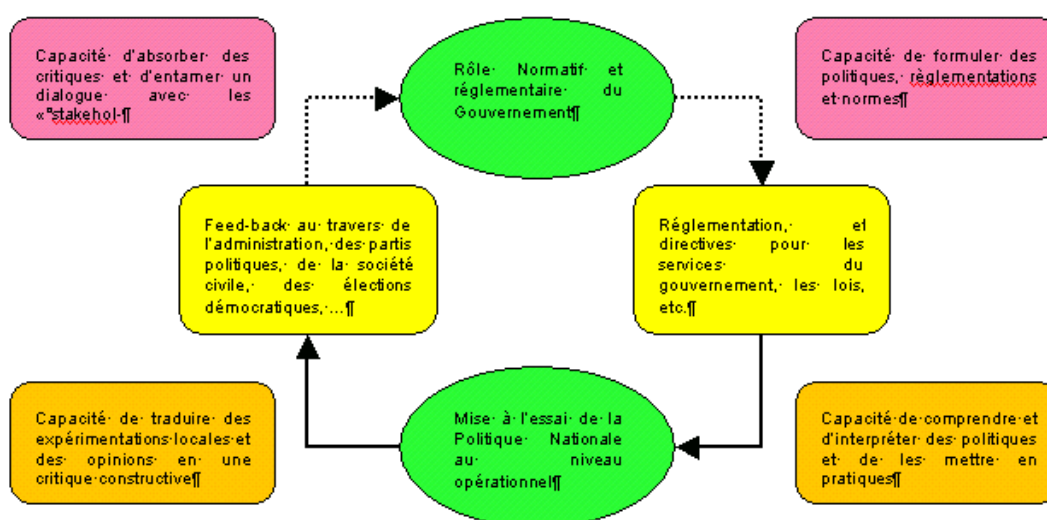 Capacité d'absorber des
critiques et d'entamer un
dialogue avec les
«°stakehol-¶
Rôle Normatif et
réglementaire du
Gouvernement¶
Capacité de formuler des
politiques, règlementations
et normes¶
Feed-back au travers de
l'administration, des partis
politiques, de la société
civile, des élections
démocratiques, ...¶
Réglementation, et
directives pour les
services du
gouvernement, les lois,
etc.¶
Capacité de traduire des
expérimentations locales et
des opinions en une
critique constructive¶
Mise à l'essai de la
Politique Nationale
au niveau
opérationnel¶
Capacité de comprendre et
d'interpréter des politiques
et de les mettre en
pratiques¶